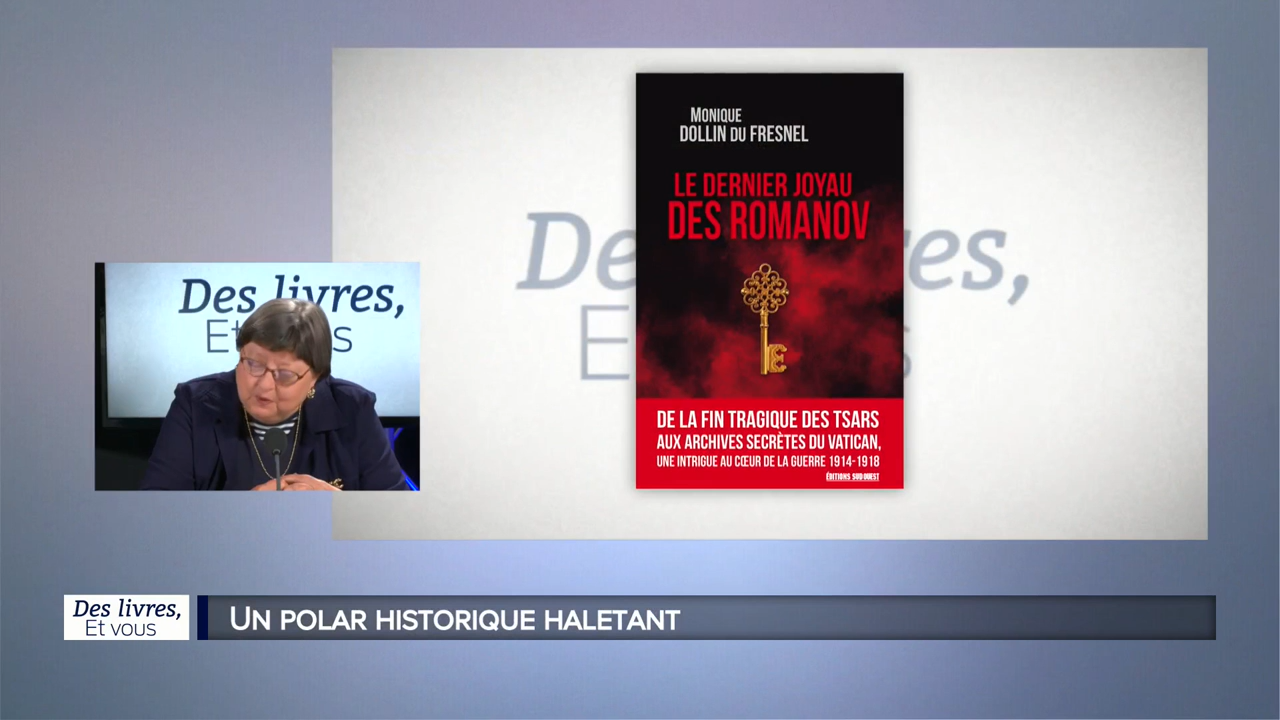 Des livres,
Et vous
Monique
DOLLIN DU FRESNEL
LE DERNIER JOYAU
DES ROMANOV
DE LA FIN TRAGIQUE DES TSARS
AUX ARCHIVES SECRÈTES DU VATICAN,
UNE INTRIGUE AU CŒUR DE LA GUERRE 1914-1918
ÉDITIONS SUD OUEST
Des livres,
Et vous
UN POLAR HISTORIQUE HALETANT